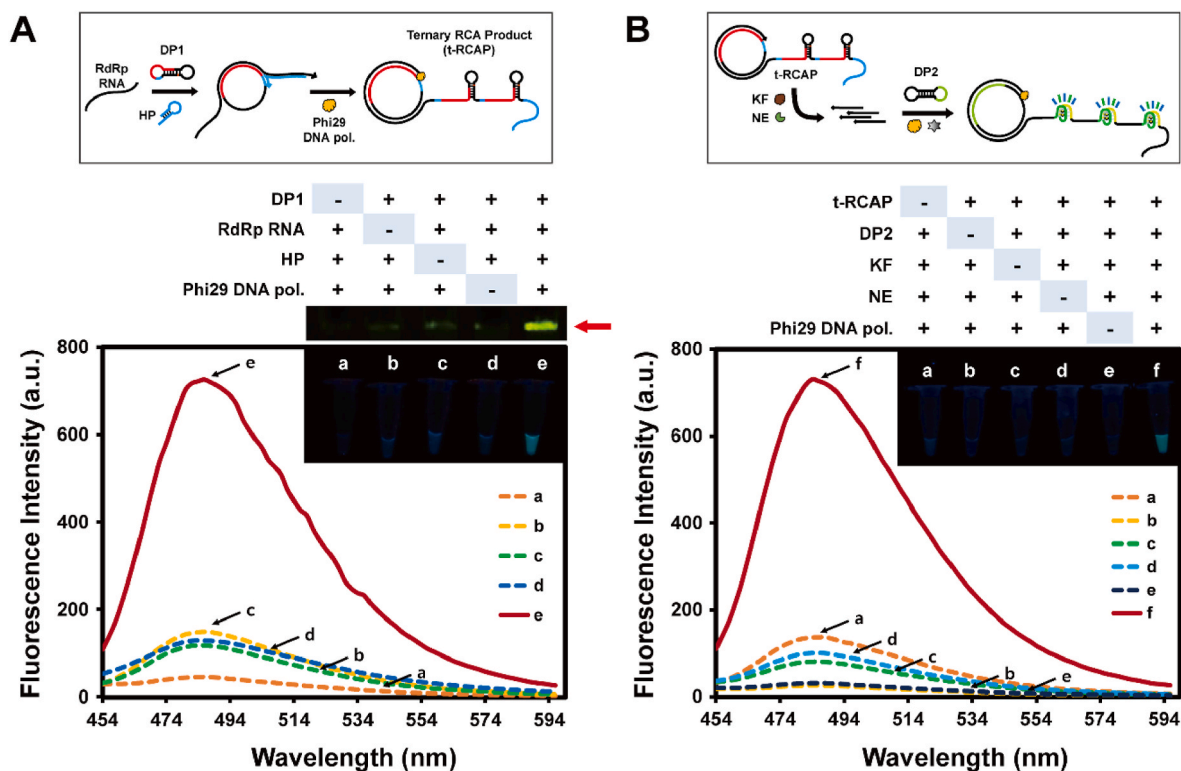 A
DP1
RdRp
RNA
HP
Phi29
DNA pol.
Ternary RCA Product
(t-RCAP)
DP1 - + + + +
RdRp RNA + - + + +
HP + + - + +
Phi29 DNA pol. + + + - +
Fluorescence Intensity (a.u.)
800
600
400
200
0
e
a b c d e
c
d
b
a
a
b
c
d
e
454 474 494 514 534 554 574 594
Wavelength (nm)
B
t-RCAP
KF
NE
DP2
t-RCAP - + + + + +
DP2 + - + + + +
KF + + - + + +
NE + + + - + +
Phi29 DNA pol. + + + + - +
Fluorescence Intensity (a.u.)
800
600
400
200
0
f
a b c d e f
a
d
c
b
e
a
b
c
d
e
f
454 474 494 514 534 554 574 594
Wavelength (nm)